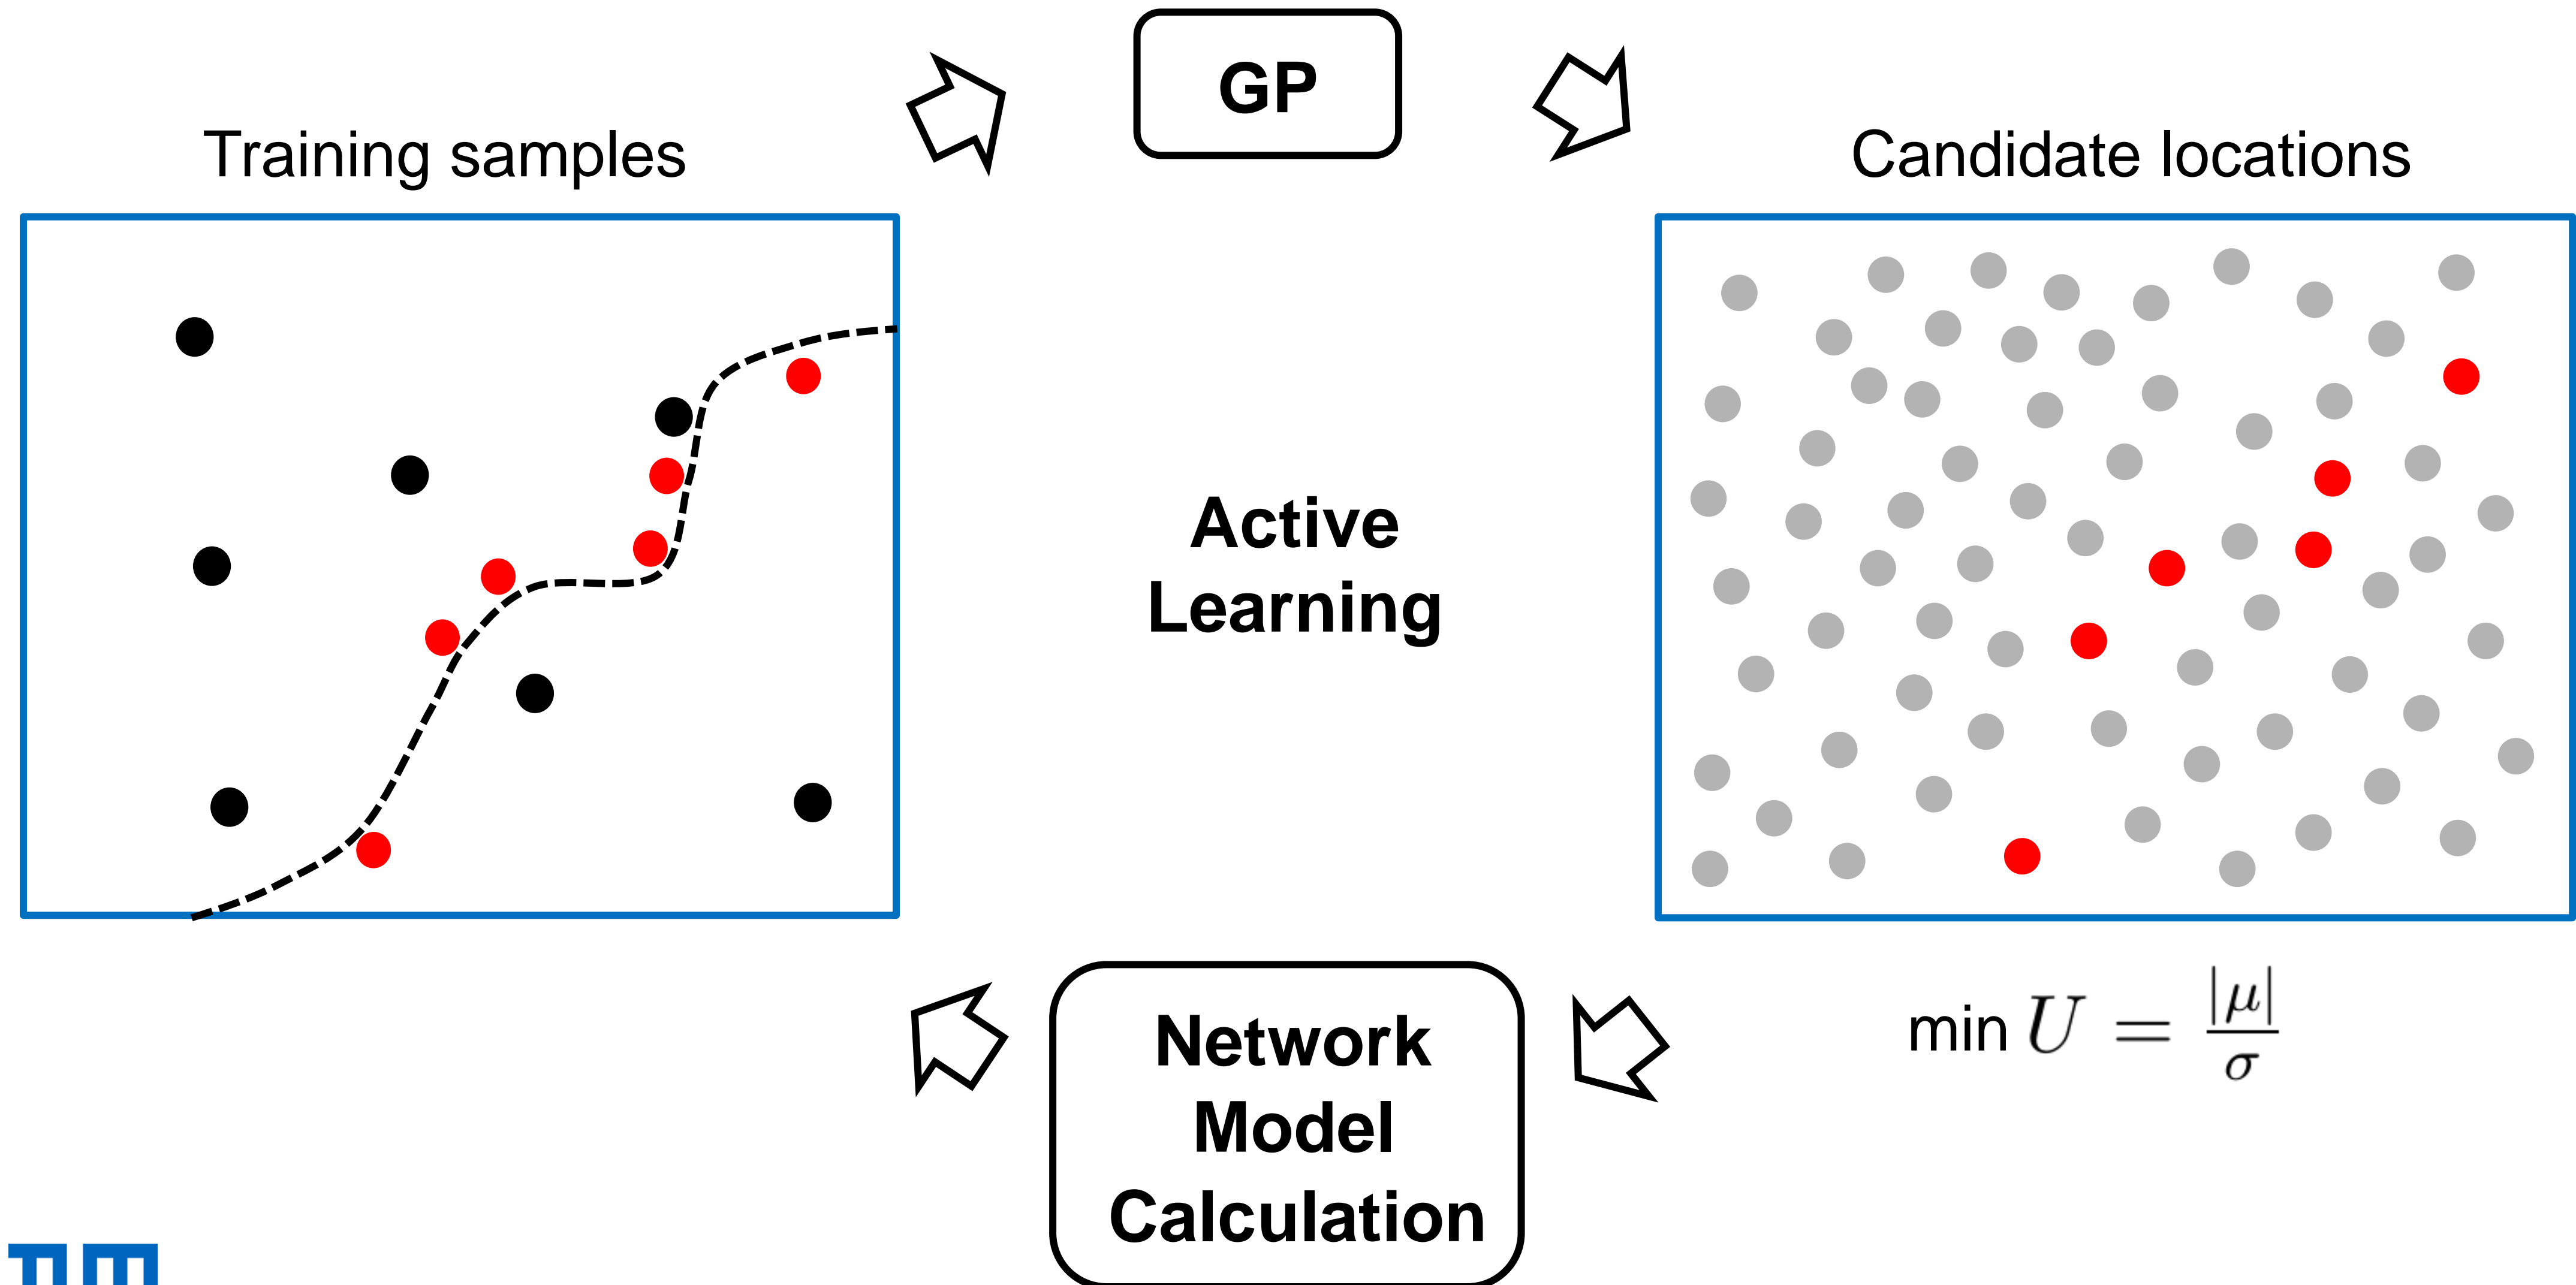 GP
Training samples
Candidate locations
Active
Learning
Network
Model
Calculation
min U = |μ| / σ